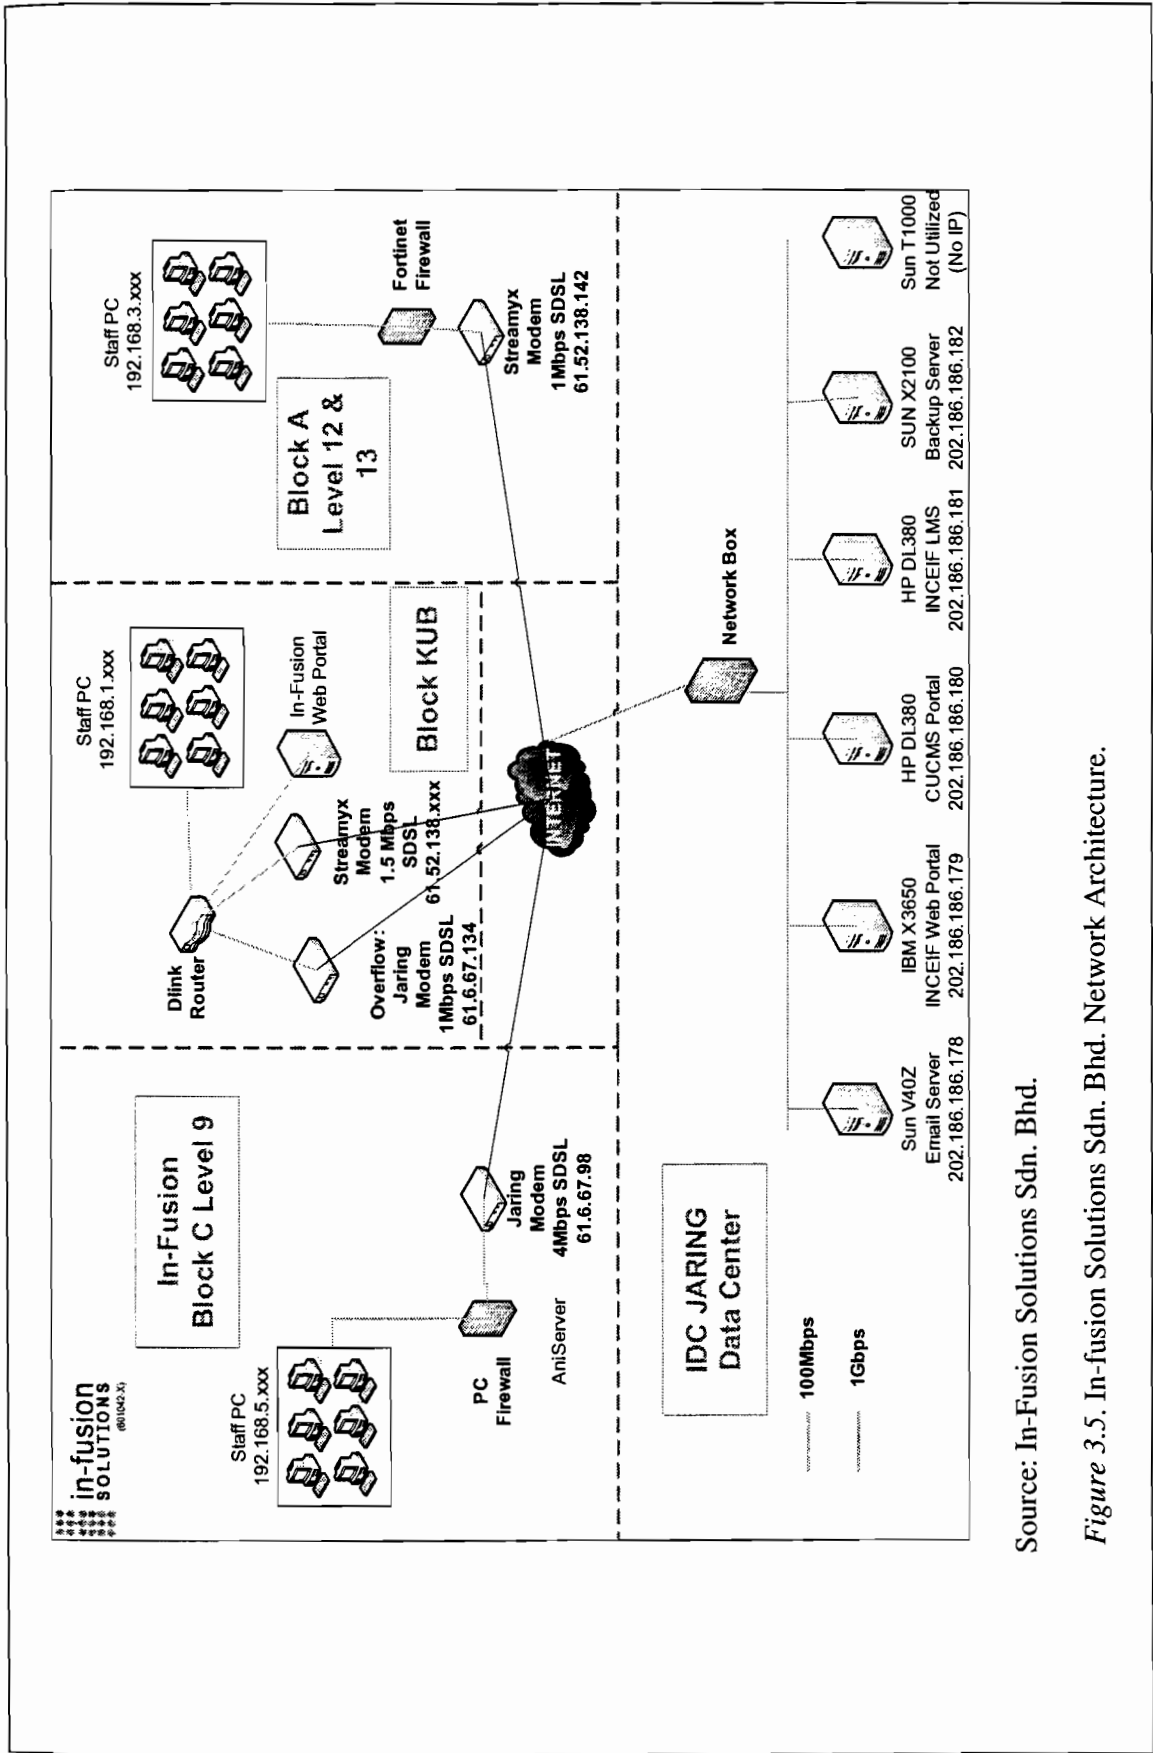 in-fusion
SOLUTIONS
(601042-X)
In-Fusion
Block C Level 9
Staff PC
192.168.5.xxx
PC
Firewall
AniServer
Jaring
Modem
4Mbps SDSL
61.6.67.98
Staff PC
192.168.1.xxx
Dlink
Router
In-Fusion
Web Portal
Streamyx
Modem
1.5 Mbps
SDSL
61.52.138.xxx
Overflow:
Jaring
Modem
1Mbps SDSL
61.6.67.134
Block KUB
Staff PC
192.168.3.xxx
Block A
Level 12 &
13
Fortinet
Firewall
Streamyx
Modem
1Mbps SDSL
61.52.138.142
INTERNET
IDC JARING
Data Center
100Mbps
1Gbps
Network Box
Sun V40Z
Email Server
202.186.186.178
IBM X3650
INCEIF Web Portal
202.186.186.179
HP DL380
CUCMS Portal
202.186.186.180
HP DL380
INCEIF LMS
202.186.186.181
SUN X2100
Backup Server
202.186.186.182
Sun T1000
Not Utilized
(No IP)
Source: In-Fusion Solutions Sdn. Bhd.
Figure 3.5. In-fusion Solutions Sdn. Bhd. Network Architecture.